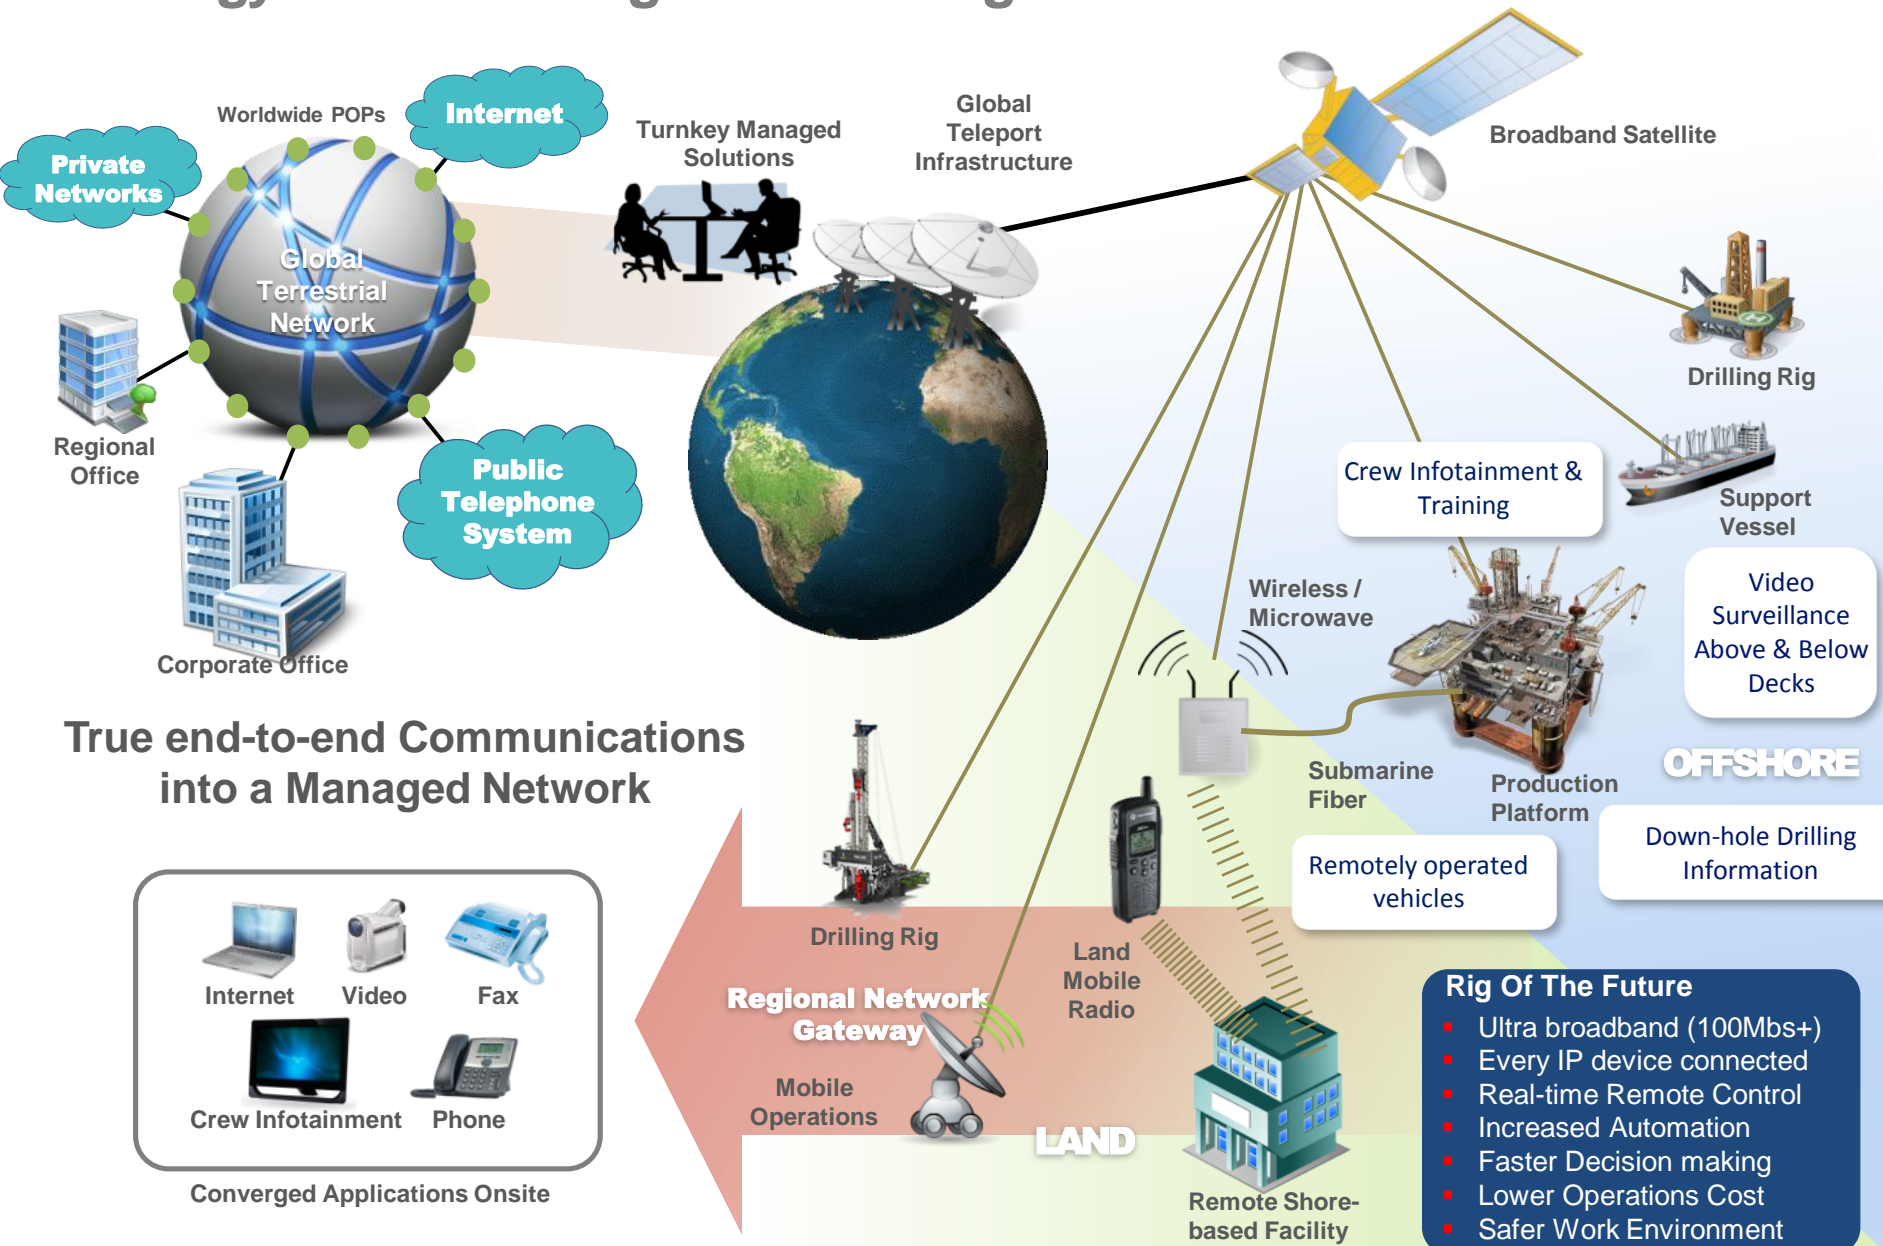 Worldwide POPs
Internet
Private
Networks
Global
Terrestrial
Network
Regional
Office
Public
Telephone
System
Corporate Office
Turnkey Managed
Solutions
Global
Teleport
Infrastructure
Broadband Satellite
Drilling Rig
Support
Vessel
Crew Infotainment &
Training
Video
Surveillance
Above & Below
Decks
Wireless /
Microwave
Submarine
Fiber
Production
Platform
OFFSHORE
Down-hole Drilling
Information
Remotely operated
vehicles
True end-to-end Communications
into a Managed Network
Internet
Video
Fax
Crew Infotainment
Phone
Converged Applications Onsite
Drilling Rig
Regional Network
Gateway
Land
Mobile
Radio
Mobile
Operations
LAND
Remote Shore-
based Facility
Rig Of The Future
▪ Ultra broadband (100Mbs+)
▪ Every IP device connected
▪ Real-time Remote Control
▪ Increased Automation
▪ Faster Decision making
▪ Lower Operations Cost
▪ Safer Work Environment